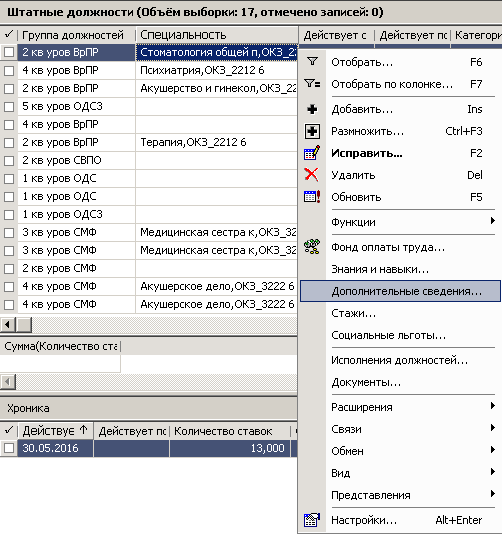 Штатные должности (Объём выборки: 17, отмечено записей: 0)
Группа должностей Специальность Действует с Действует по Категори
2 кв уров ВрПР Стоматология общей п,ОКЗ_2
4 кв уров ВрПР Психиатрия,ОКЗ_2212 6
2 кв уров ВрПР Акушерство и гинекол,ОКЗ_22
5 кв уров ОДСЗ
4 кв уров ВрПР
2 кв уров ВрПР Терапия,ОКЗ_2212 6
2 кв уров СВПО
1 кв уров ОДС
1 кв уров ОДС
1 кв уров ОДСЗ
3 кв уров СМФ Медицинская сестра к,ОКЗ_32
3 кв уров СМФ Медицинская сестра к,ОКЗ_32
2 кв уров СМФ
4 кв уров СМФ Акушерское дело,ОКЗ_3222 6
4 кв уров СМФ Акушерское дело,ОКЗ_3222 6
Сумма(Количество ста
Хроника
Действуе Действует по Количество ставок
30.05.2016 13,000
Отобрать... F6
Отобрать по колонке... F7
Добавить... Ins
Размножить... Ctrl+F3
Исправить... F2
Удалить Del
Обновить F5
Функции
Фонд оплаты труда...
Знания и навыки...
Дополнительные сведения...
Стажи...
Социальные льготы...
Исполнения должностей...
Документы...
Расширения
Связи
Обмен
Вид
Представления
Настройки... Alt+Enter